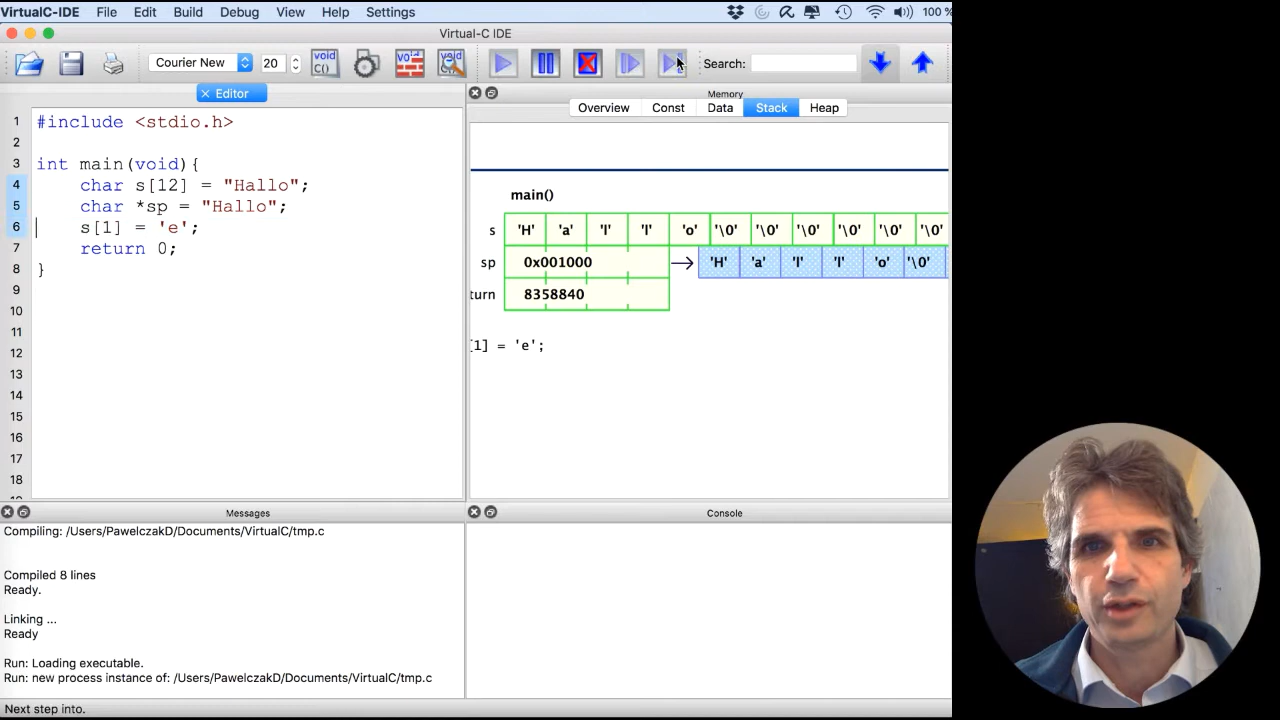 VirtualC-IDE File Edit Build Debug View Help Settings 100 %
Virtual-C IDE
Courier New 20 void C() Search:
Editor
Memory
Overview Const Data Stack Heap
1 #include <stdio.h>
2
3 int main(void){
4 char s[12] = "Hallo";
5 char *sp = "Hallo";
6 s[1] = 'e';
7 return 0;
8 }
9
10
11
12
13
14
15
16
17
18
main()
s 'H' 'a' 'l' 'l' 'o' '\0' '\0' '\0' '\0' '\0' '\0'
sp 0x001000 'H' 'a' 'l' 'l' 'o' '\0'
turn 8358840
[1] = 'e';
Messages
Compiling: /Users/PawelczakD/Documents/VirtualC/tmp.c
Compiled 8 lines
Ready.
Linking ...
Ready
Run: Loading executable.
Run: new process instance of: /Users/PawelczakD/Documents/VirtualC/tmp.c
Console
Next step into.